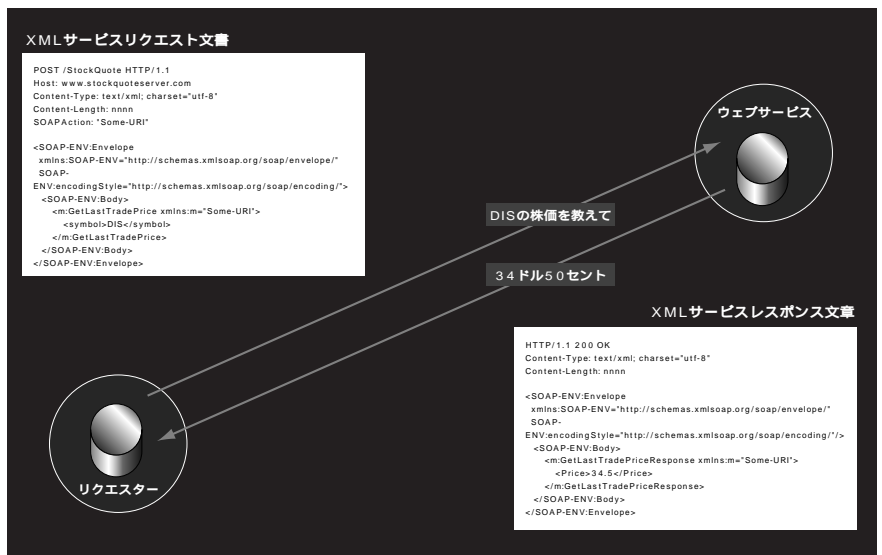 XMLサービスリクエスト文書
POST /StockQuote HTTP/1.1
Host: www.stockquoteserver.com
Content-Type: text/xml; charset="utf-8"
Content-Length: nnnn
SOAPAction: "Some-URI"
<SOAP-ENV:Envelope
xmlns:SOAP-ENV="http://schemas.xmlsoap.org/soap/envelope/"
SOAP-
ENV:encodingStyle="http://schemas.xmlsoap.org/soap/encoding/">
<SOAP-ENV:Body>
<m:GetLastTradePrice xmlns:m="Some-URI">
<symbol>DIS</symbol>
</m:GetLastTradePrice>
</SOAP-ENV:Body>
</SOAP-ENV:Envelope>
ウェブサービス
DISの株価を教えて
34ドル50セント
リクエスター
XMLサービスレスポンス文章
HTTP/1.1 200 OK
Content-Type: text/xml; charset="utf-8"
Content-Length: nnnn
<SOAP-ENV:Envelope
xmlns:SOAP-ENV="http://schemas.xmlsoap.org/soap/envelope/"
SOAP-
ENV:encodingStyle="http://schemas.xmlsoap.org/soap/encoding/"/>
<SOAP-ENV:Body>
<m:GetLastTradePriceResponse xmlns:m="Some-URI">
<Price>34.5</Price>
</m:GetLastTradePriceResponse>
</SOAP-ENV:Body>
</SOAP-ENV:Envelope>